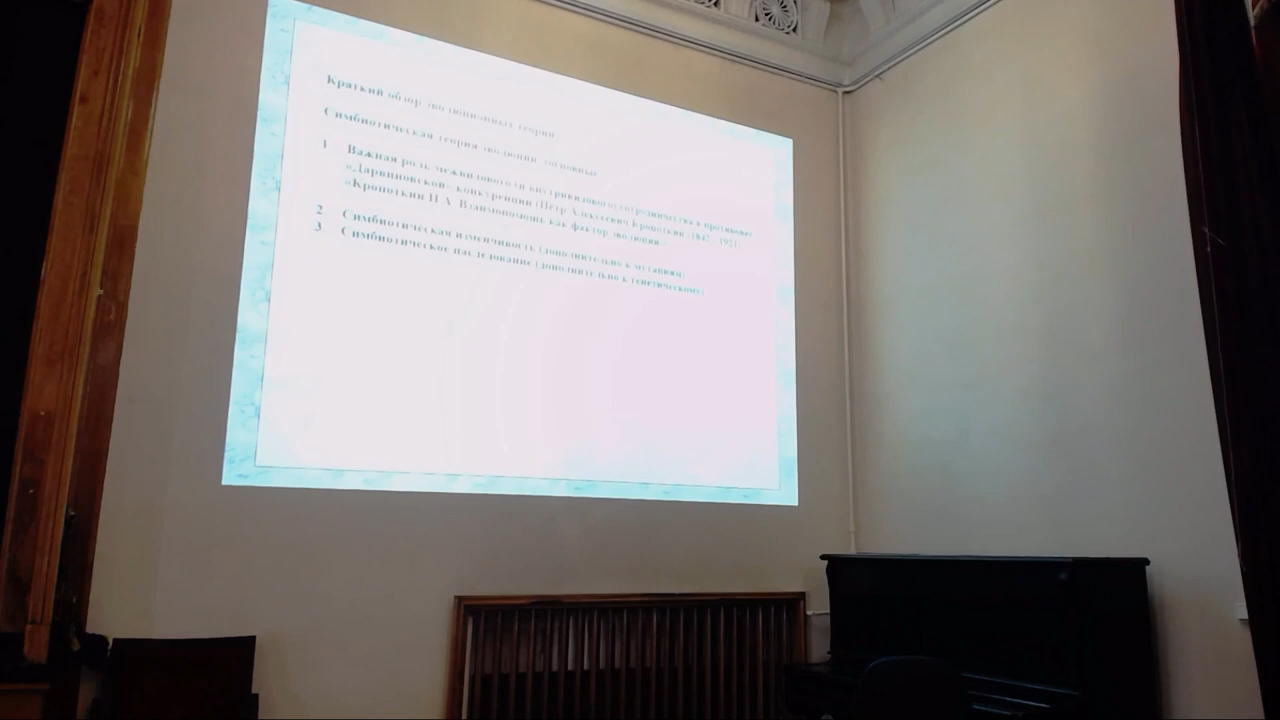 Краткий обзор эволюционных теорий
Симбиотическая теория эволюции
1 Важная роль межвидового и внутривидового сотрудничества в противовес
«Дарвиновской» конкуренции (Пётр Алексеевич Кропоткин (1842 - 1921)
«Кропоткин П.А. Взаимопомощь как фактор эволюции»
2 Симбиотическая изменчивость (дополнительно к мутациям)
3 Симбиотическое наследование (дополнительно к генетическому)